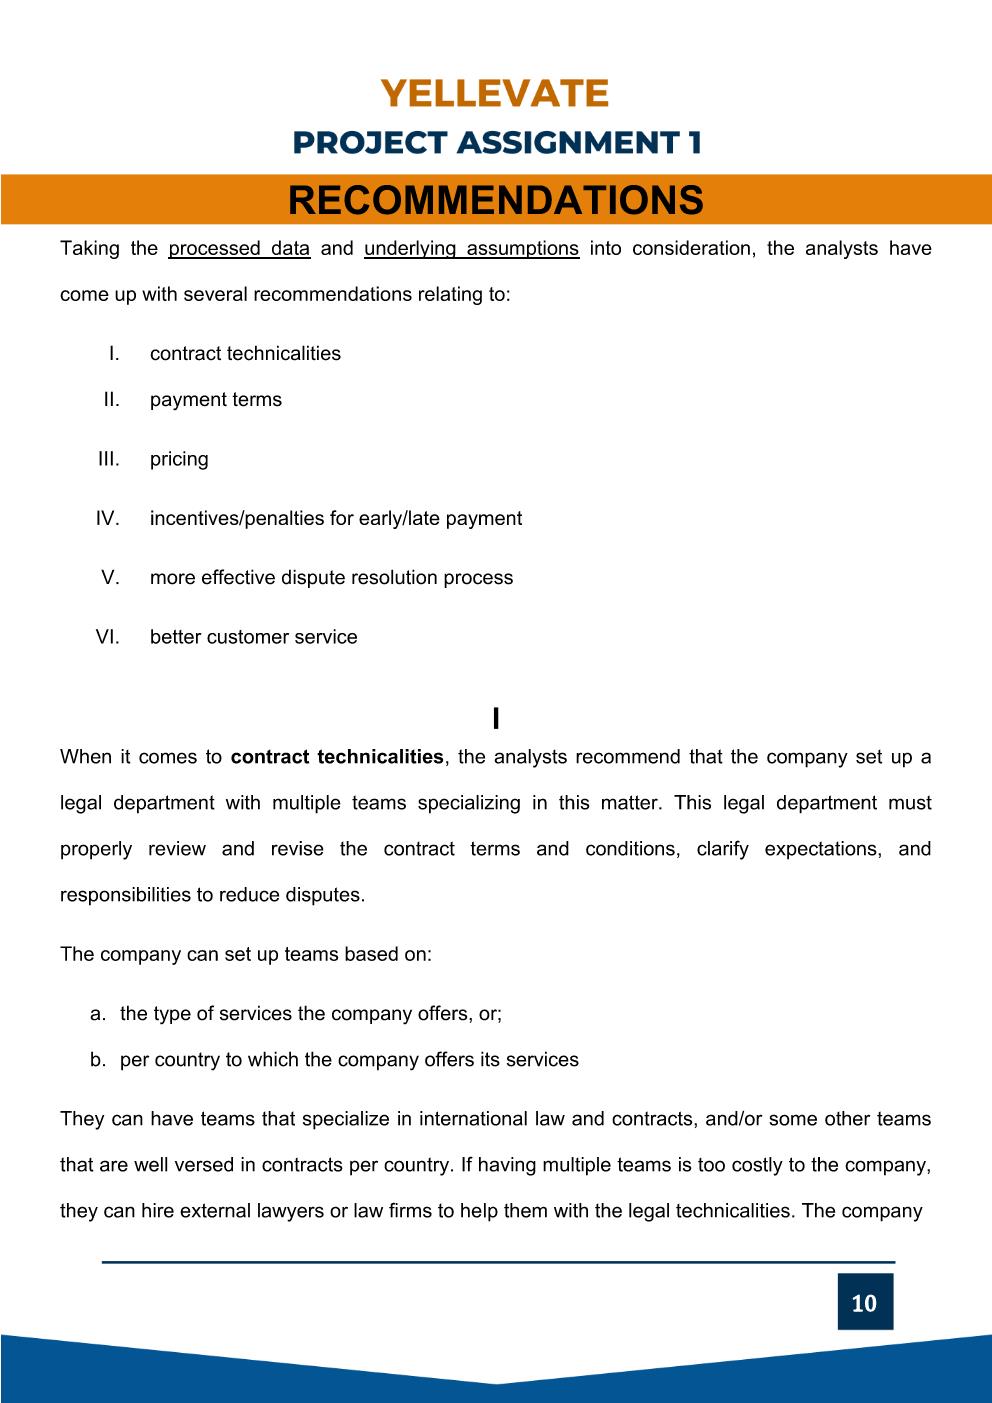 YELLEVATE
PROJECT ASSIGNMENT 1
RECOMMENDATIONS
Taking the processed data and underlying assumptions into consideration, the analysts have
come up with several recommendations relating to:
I. contract technicalities
II. payment terms
III. pricing
IV. incentives/penalties for early/late payment
V. more effective dispute resolution process
VI. better customer service
I
When it comes to contract technicalities, the analysts recommend that the company set up a
legal department with multiple teams specializing in this matter. This legal department must
properly review and revise the contract terms and conditions, clarify expectations, and
responsibilities to reduce disputes.
The company can set up teams based on:
a. the type of services the company offers, or;
b. per country to which the company offers its services
They can have teams that specialize in international law and contracts, and/or some other teams
that are well versed in contracts per country. If having multiple teams is too costly to the company,
they can hire external lawyers or law firms to help them with the legal technicalities. The company
10